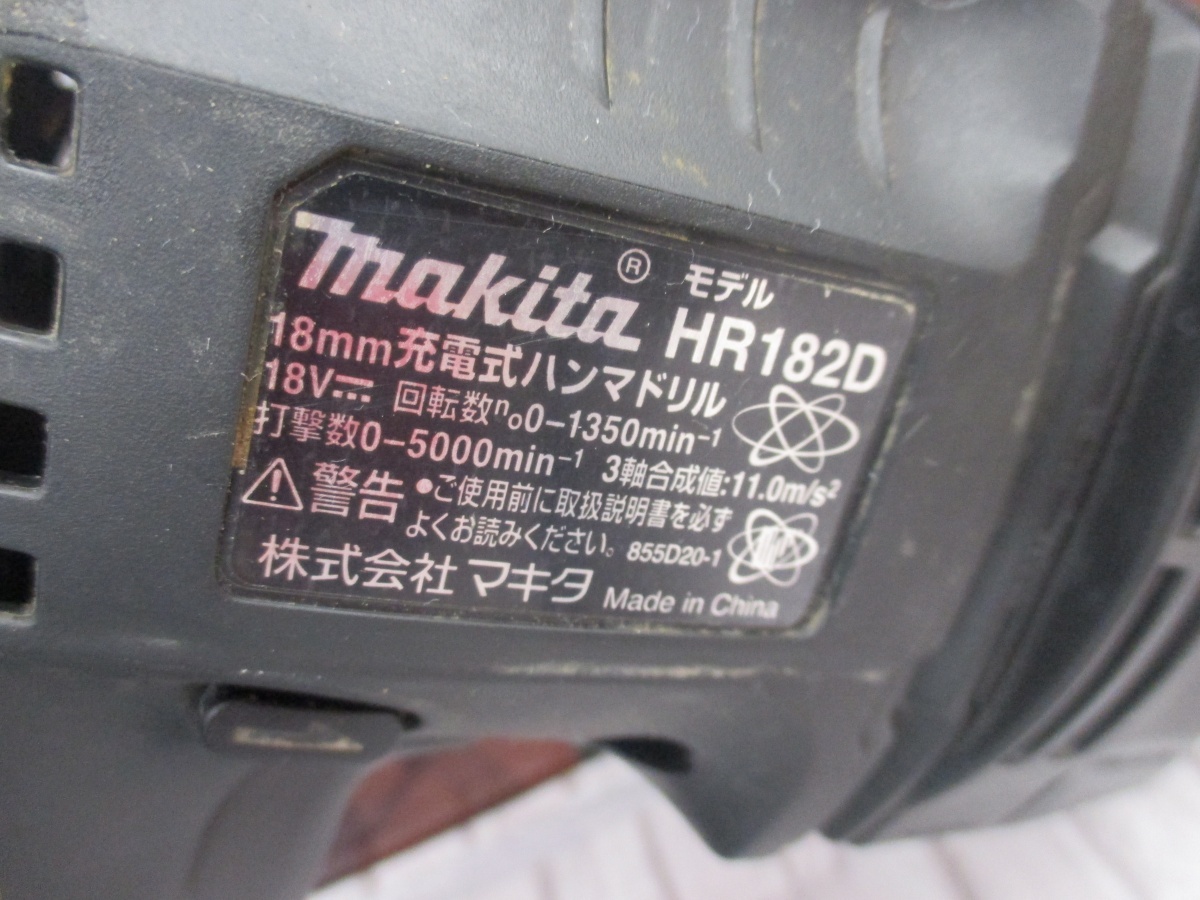 makita® モデル
HR182D
18mm充電式ハンマドリル
18V⎓ 回転数n₀0-1350min⁻¹
打撃数0-5000min⁻¹ 3軸合成値:11.0m/s²
⚠警告 ●ご使用前に取扱説明書を必ず
よくお読みください。 855D20-1
株式会社マキタ Made in China